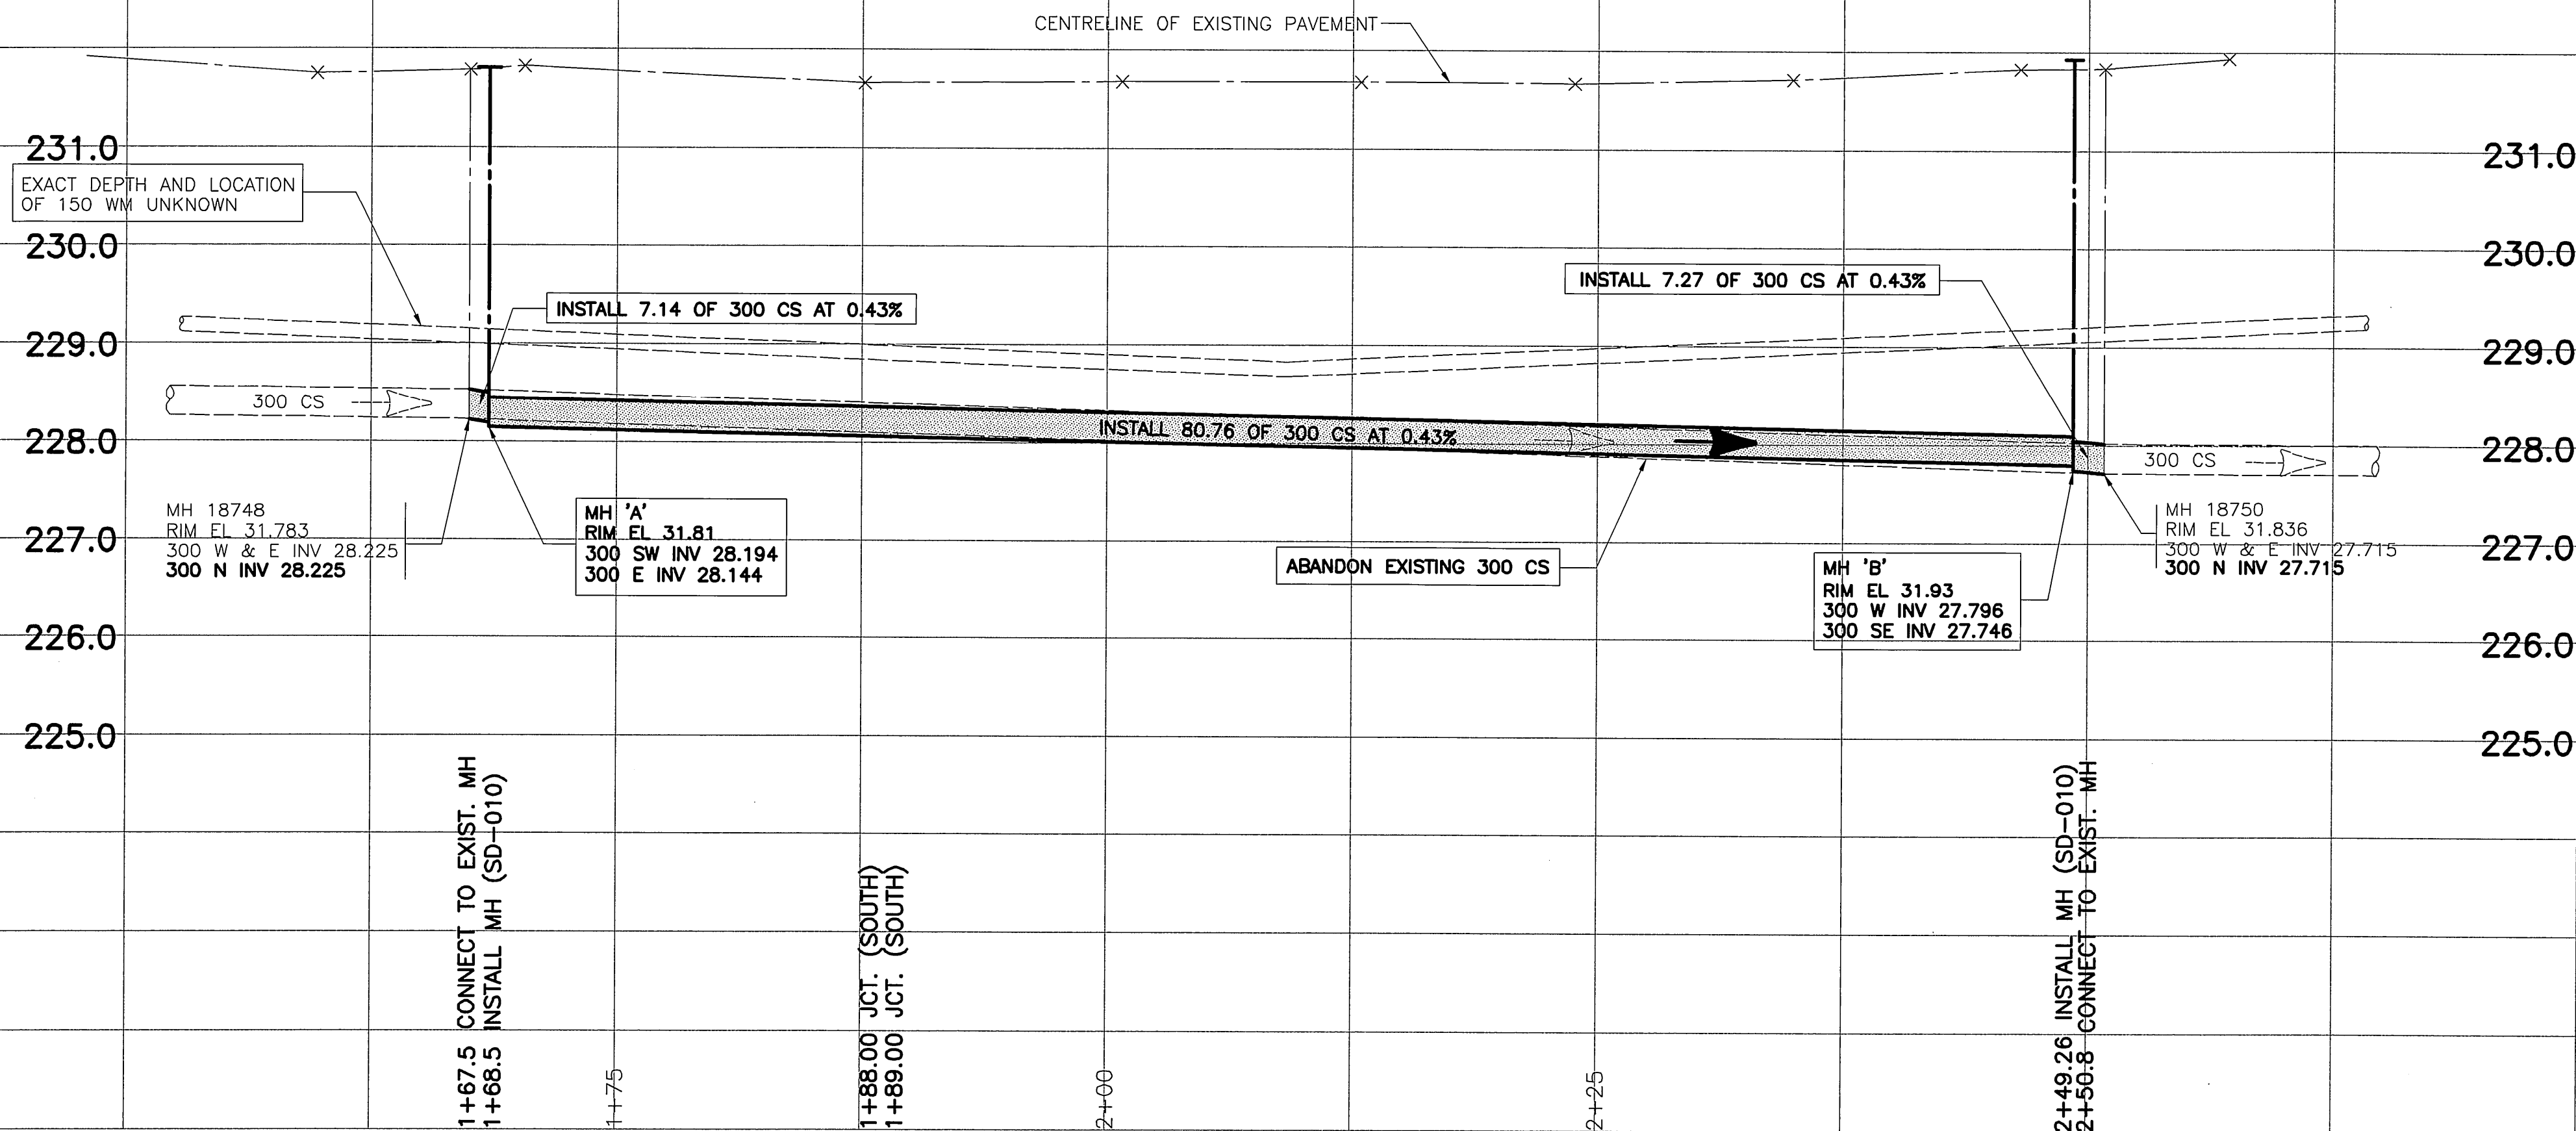 CENTRELINE OF EXISTING PAVEMENT
231.0
231.0
EXACT DEPTH AND LOCATION
OF 150 WM UNKNOWN
230.0
230.0
INSTALL 7.14 OF 300 CS AT 0.43%
INSTALL 7.27 OF 300 CS AT 0.43%
229.0
229.0
300 CS
INSTALL 80.76 OF 300 CS AT 0.43%
300 CS
228.0
228.0
MH 18748
RIM EL 31.783
300 W & E INV 28.225
300 N INV 28.225
MH 'A'
RIM EL 31.81
300 SW INV 28.194
300 E INV 28.144
ABANDON EXISTING 300 CS
MH 'B'
RIM EL 31.93
300 W INV 27.796
300 SE INV 27.746
MH 18750
RIM EL 31.836
300 W & E INV 27.715
300 N INV 27.715
227.0
227.0
226.0
226.0
225.0
225.0
1+67.5 CONNECT TO EXIST. MH
1+68.5 INSTALL MH (SD-010)
1+75
1+88.00 JCT. (SOUTH)
1+89.00 JCT. (SOUTH)
2+00
2+25
2+49.26 INSTALL MH (SD-010)
2+50.8 CONNECT TO EXIST. MH